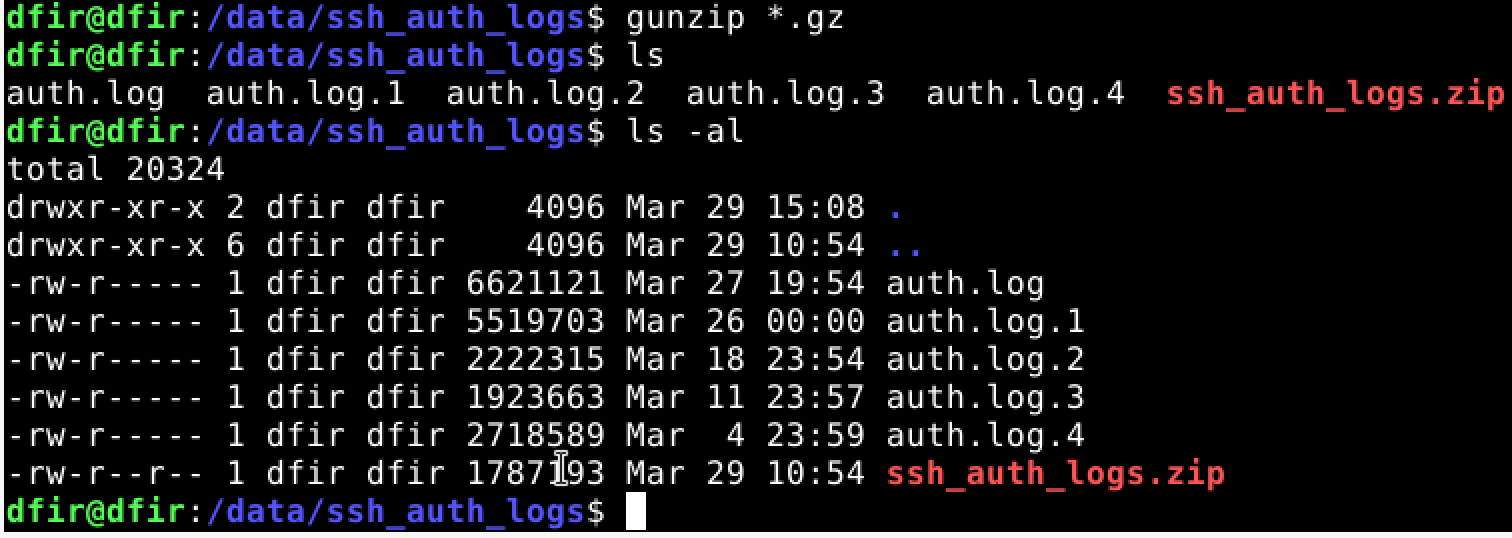 dfir@dfir:/data/ssh_auth_logs$ gunzip *.gz
dfir@dfir:/data/ssh_auth_logs$ ls
auth.log  auth.log.1  auth.log.2  auth.log.3  auth.log.4  ssh_auth_logs.zip
dfir@dfir:/data/ssh_auth_logs$ ls -al
total 20324
drwxr-xr-x 2 dfir dfir    4096 Mar 29 15:08 .
drwxr-xr-x 6 dfir dfir    4096 Mar 29 10:54 ..
-rw-r----- 1 dfir dfir 6621121 Mar 27 19:54 auth.log
-rw-r----- 1 dfir dfir 5519703 Mar 26 00:00 auth.log.1
-rw-r----- 1 dfir dfir 2222315 Mar 18 23:54 auth.log.2
-rw-r----- 1 dfir dfir 1923663 Mar 11 23:57 auth.log.3
-rw-r----- 1 dfir dfir 2718589 Mar  4 23:59 auth.log.4
-rw-r--r-- 1 dfir dfir 1787193 Mar 29 10:54 ssh_auth_logs.zip
dfir@dfir:/data/ssh_auth_logs$